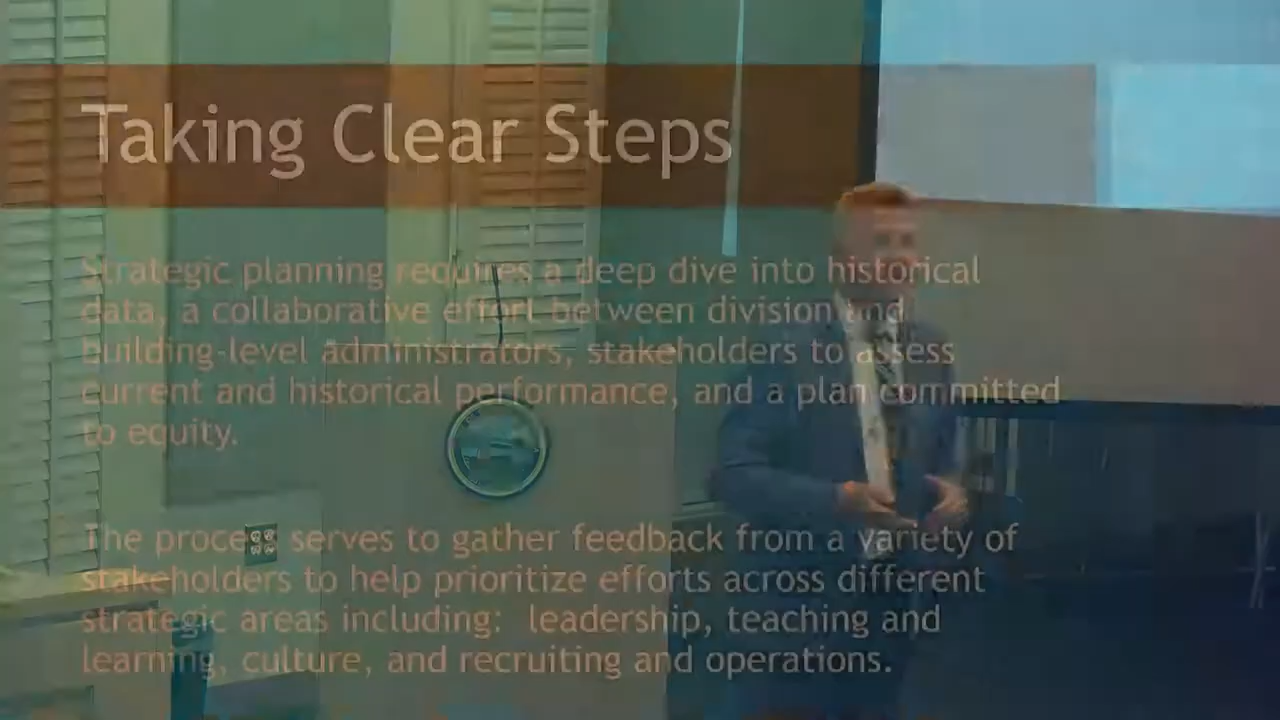 Taking Clear Steps
Strategic planning requires a deep dive into historical
data, a collaborative effort between division and
building-level administrators, stakeholders to assess
current and historical performance, and a plan committed
to equity.
The process serves to gather feedback from a variety of
stakeholders to help prioritize efforts across different
strategic areas including: leadership, teaching and
learning, culture, and recruiting and operations.